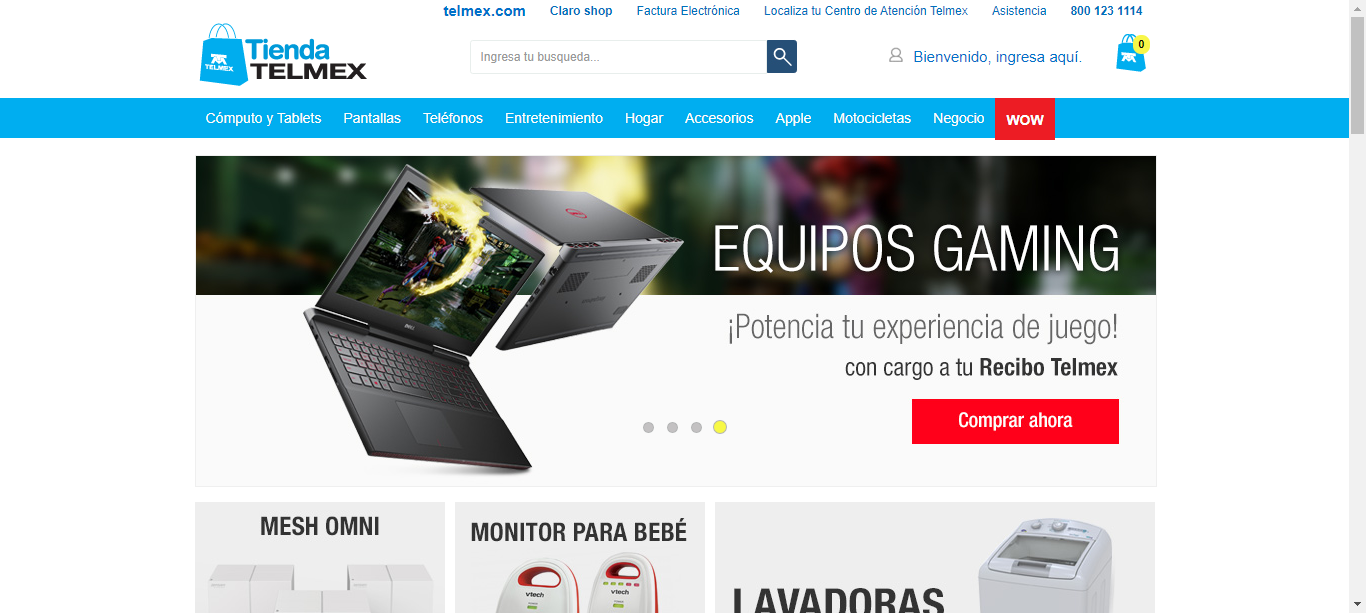 telmex.com Claro shop Factura Electrónica Localiza tu Centro de Atención Telmex Asistencia 800 123 1114
Tienda
TELMEX
TELMEX
Ingresa tu busqueda...
Bienvenido, ingresa aquí.
0
Cómputo y Tablets Pantallas Teléfonos Entretenimiento Hogar Accesorios Apple Motocicletas Negocio WOW
EQUIPOS GAMING
¡Potencia tu experiencia de juego!
con cargo a tu Recibo Telmex
Comprar ahora
DELL
MESH OMNI
MONITOR PARA BEBÉ
vtech
vtech
LAVADORAS